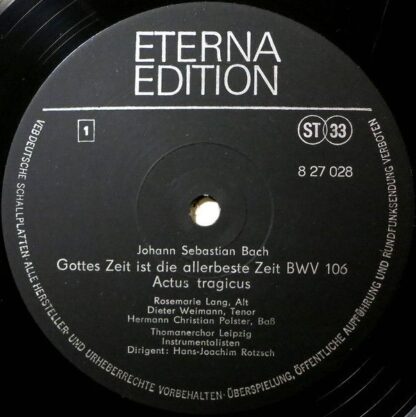 ETERNA
EDITION
1
ST 33
8 27 028
Johann Sebastian Bach
Gottes Zeit ist die allerbeste Zeit BWV 106
Actus tragicus
Rosemarie Lang, Alt
Dieter Weimann, Tenor
Hermann Christian Polster, Baß
Thomanerchor Leipzig
Instrumentalisten
Dirigent: Hans-Joachim Rotzsch
VEB DEUTSCHE SCHALLPLATTEN · ALLE HERSTELLER- UND URHEBERRECHTE VORBEHALTEN · ÜBERSPIELUNG, ÖFFENTLICHE AUFFÜHRUNG UND RUNDFUNKSENDUNG VERBOTEN